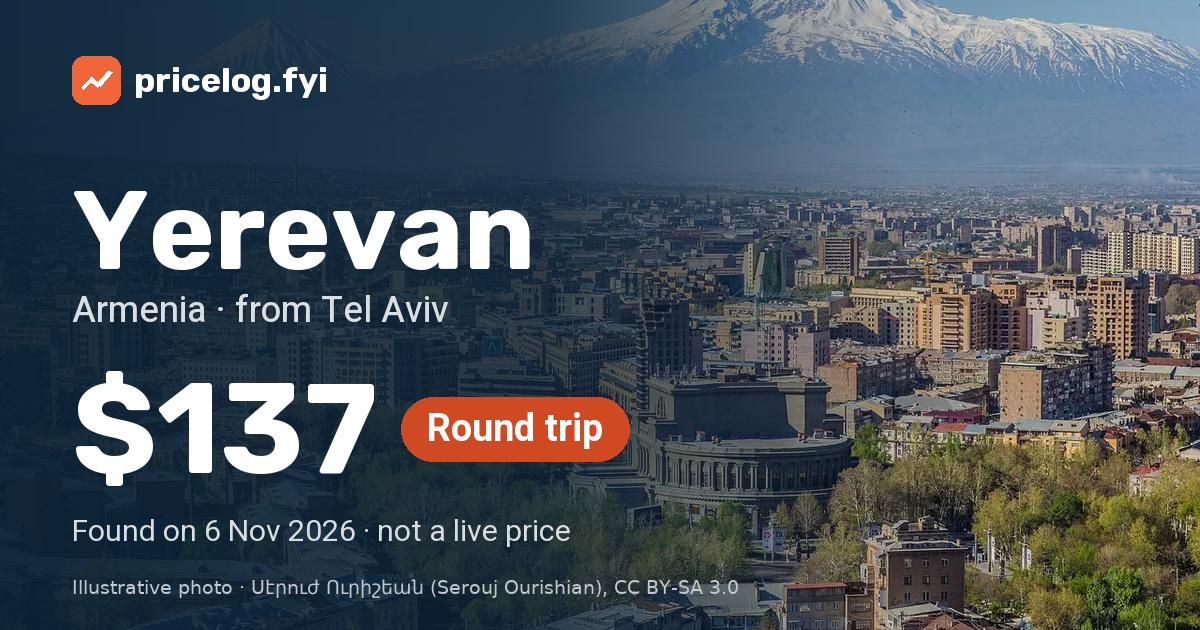 pricelog.fyi
Yerevan
Armenia · from Tel Aviv
$137 Round trip
Found on 6 Nov 2026 · not a live price
Illustrative photo · Սէրուժ Ուրիշեան (Serouj Ourishian), CC BY-SA 3.0